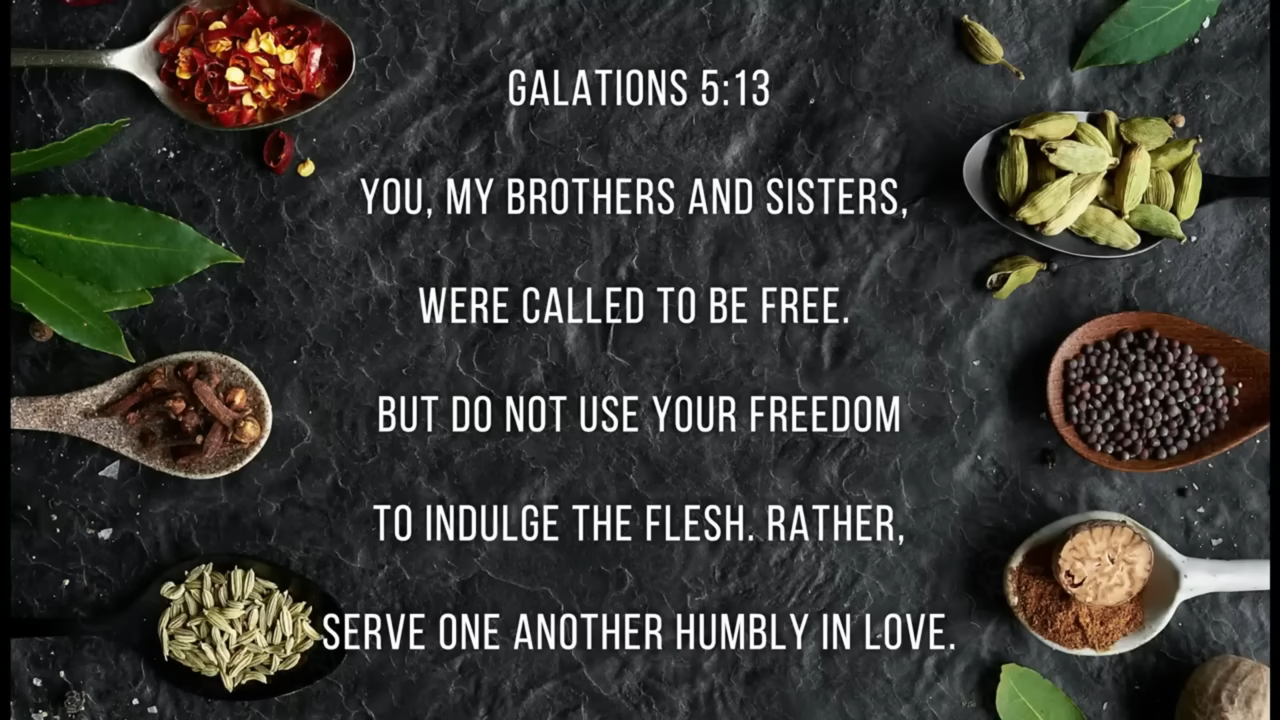 GALATIONS 5:13
YOU, MY BROTHERS AND SISTERS,
WERE CALLED TO BE FREE.
BUT DO NOT USE YOUR FREEDOM
TO INDULGE THE FLESH. RATHER,
SERVE ONE ANOTHER HUMBLY IN LOVE.